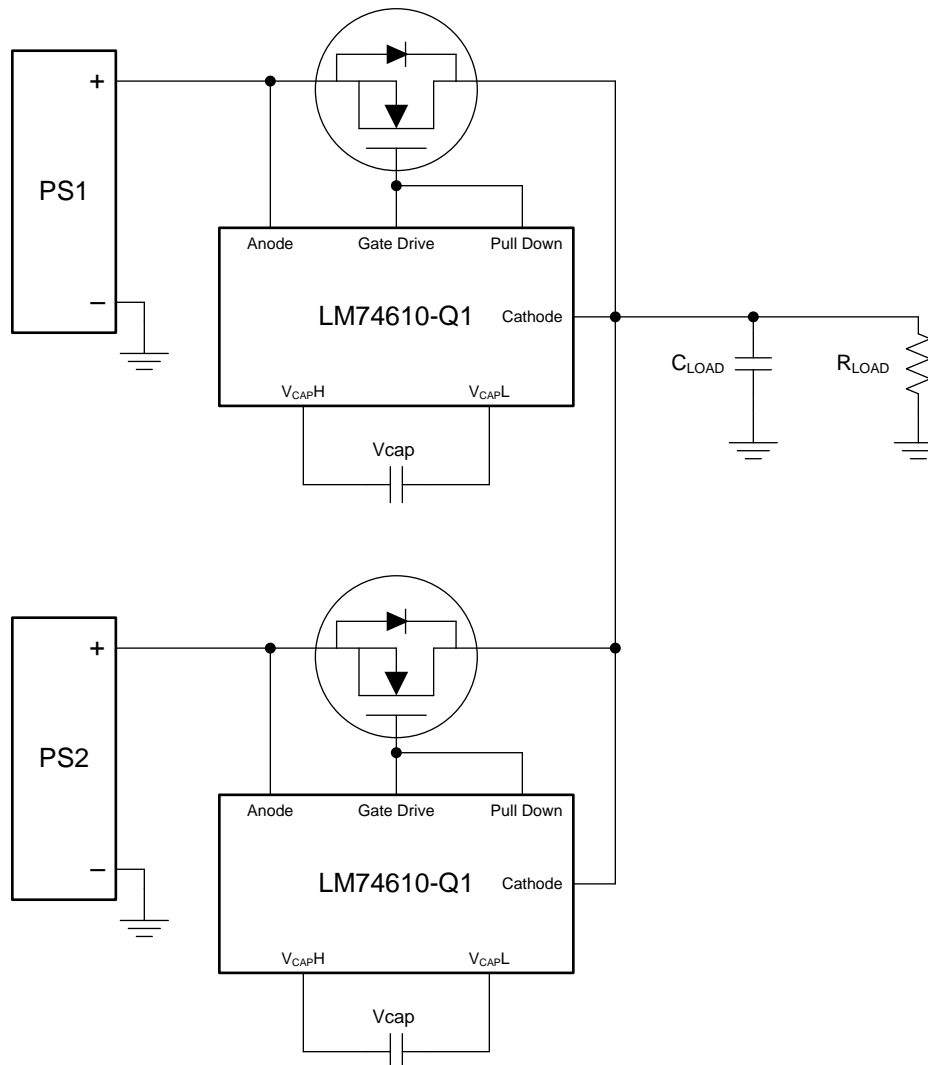 +
PS1
−
Anode Gate Drive Pull Down
LM74610-Q1
Cathode
VCAPH VCAPL
Vcap
CLOAD
RLOAD
+
PS2
−
Anode Gate Drive Pull Down
LM74610-Q1
Cathode
VCAPH VCAPL
Vcap